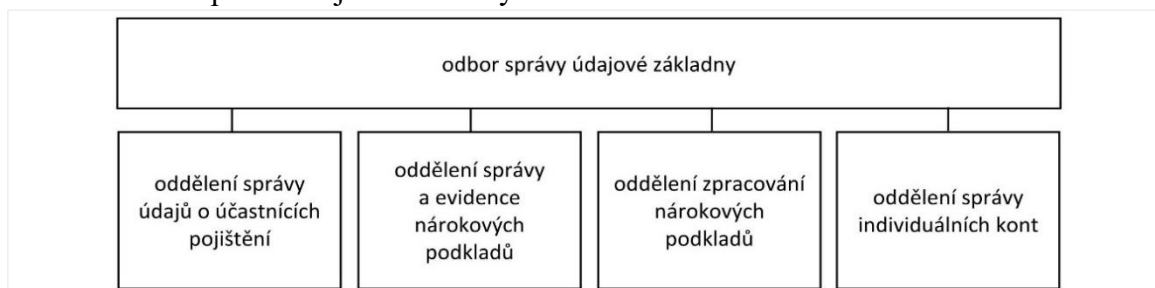 odbor správy údajové základny
oddělení správy
údajů o účastnících
pojištění
oddělení správy
a evidence
nárokových
podkladů
oddělení zpracování
nárokových
podkladů
oddělení správy
individuálních kont